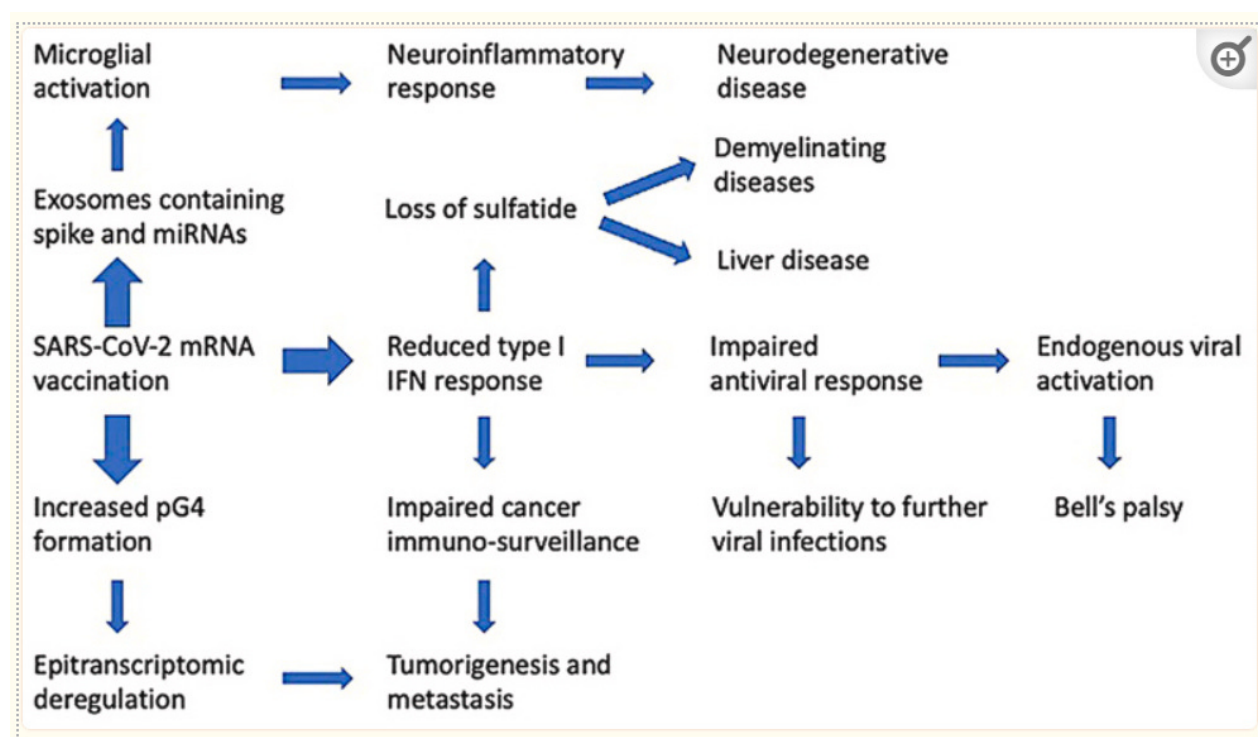 Microglial
activation
Neuroinflammatory
response
Neurodegenerative
disease
Demyelinating
diseases
Exosomes containing
spike and miRNAs
Loss of sulfatide
Liver disease
SARS-CoV-2 mRNA
vaccination
Reduced type I
IFN response
Impaired
antiviral response
Endogenous viral
activation
Increased pG4
formation
Impaired cancer
immuno-surveillance
Vulnerability to further
viral infections
Bell's palsy
Epitranscriptomic
deregulation
Tumorigenesis and
metastasis